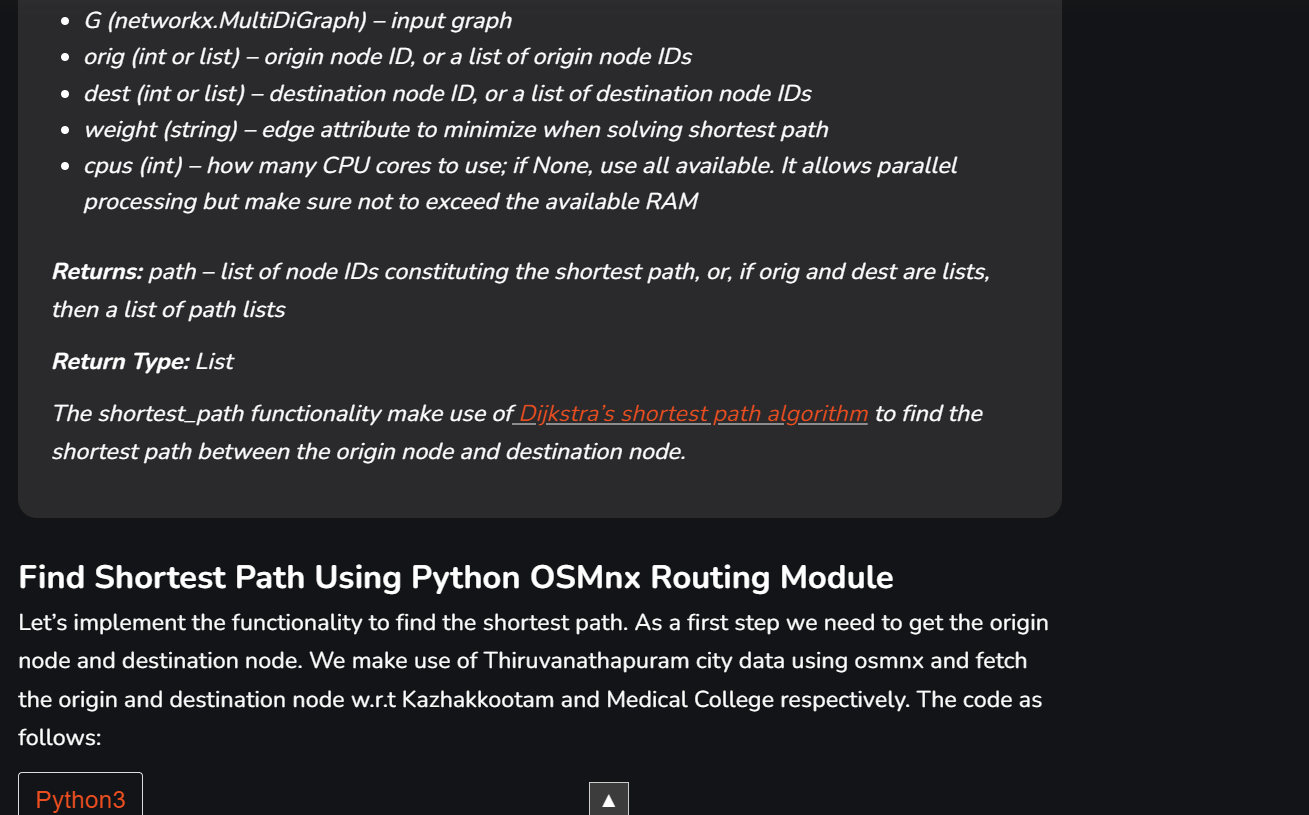 • G (networkx.MultiDiGraph) – input graph
• orig (int or list) – origin node ID, or a list of origin node IDs
• dest (int or list) – destination node ID, or a list of destination node IDs
• weight (string) – edge attribute to minimize when solving shortest path
• cpus (int) – how many CPU cores to use; if None, use all available. It allows parallel
processing but make sure not to exceed the available RAM
Returns: path – list of node IDs constituting the shortest path, or, if orig and dest are lists,
then a list of path lists
Return Type: List
The shortest_path functionality make use of Dijkstra’s shortest path algorithm to find the
shortest path between the origin node and destination node.
Find Shortest Path Using Python OSMnx Routing Module
Let’s implement the functionality to find the shortest path. As a first step we need to get the origin
node and destination node. We make use of Thiruvanathapuram city data using osmnx and fetch
the origin and destination node w.r.t Kazhakkootam and Medical College respectively. The code as
follows:
Python3
▲